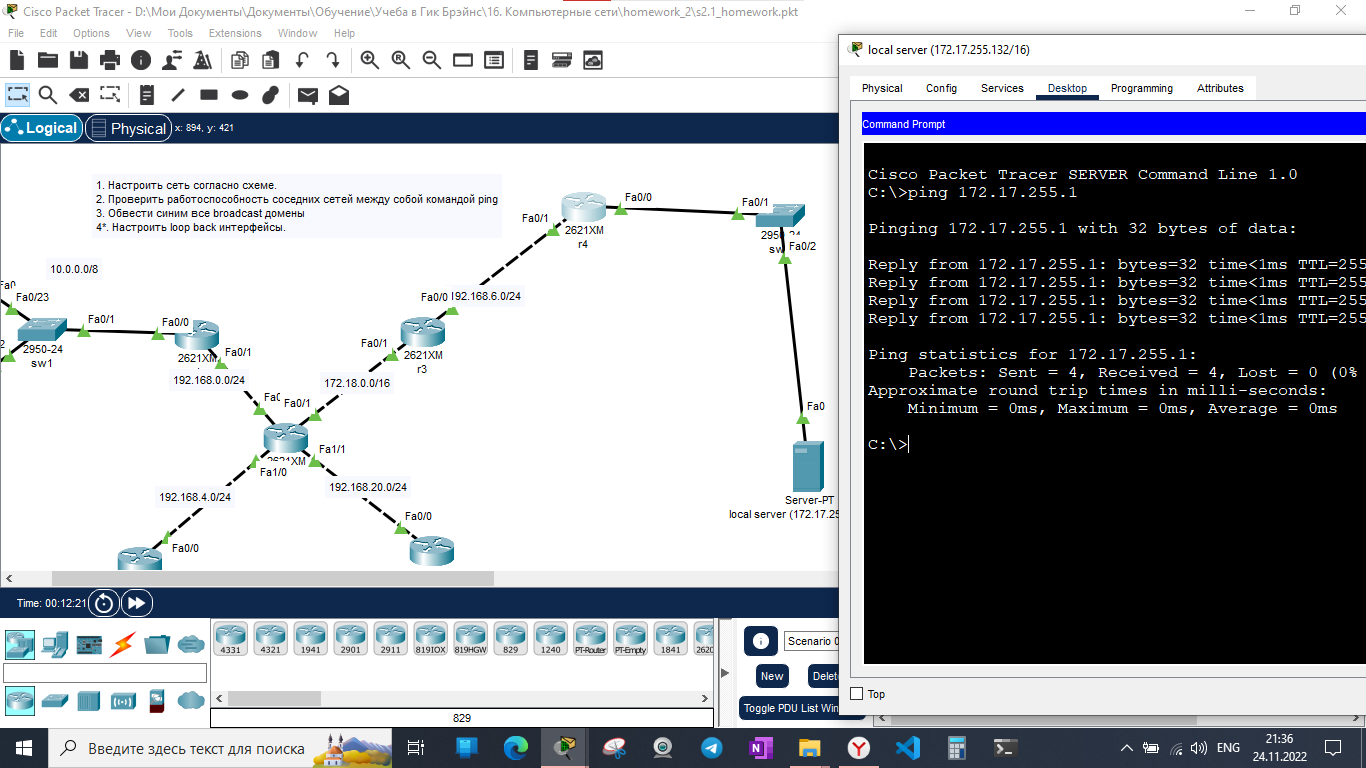 Cisco Packet Tracer - D:\Мои Документы\Документы\Обучение\Учеба в Гик Брэйнс\16. Компьютерные сети\homework_2\s2.1_homework.pkt
File Edit Options View Tools Extensions Window Help
Logical Physical x: 894, y: 421
1. Настроить сеть согласно схеме.
2. Проверить работоспособность соседних сетей между собой командой ping
3. Обвести синим все broadcast домены
4*. Настроить loop back интерфейсы.
Fa0/0
Fa0/1
Fa0/1
2621XM
r4
2950-24
sw
Fa0/2
10.0.0.0/8
Fa0/23
Fa0/1
Fa0/0
2950-24
sw1
2621XM
Fa0/1
192.168.0.0/24
Fa0/0
192.168.6.0/24
Fa0/1
2621XM
r3
172.18.0.0/16
Fa0/1
2621XM
Fa1/1
Fa1/0
192.168.4.0/24
192.168.20.0/24
Fa0/0
Fa0/0
Fa0
Server-PT
local server (172.17.25
Time: 00:12:21
4331 4321 1941 2901 2911 819IOX 819HGW 829 1240 PT-Router PT-Empty 1841 2620
829
Scenario 0
New Delete
Toggle PDU List Win
local server (172.17.255.132/16)
Physical Config Services Desktop Programming Attributes
Command Prompt
Cisco Packet Tracer SERVER Command Line 1.0
C:\>ping 172.17.255.1
Pinging 172.17.255.1 with 32 bytes of data:
Reply from 172.17.255.1: bytes=32 time<1ms TTL=255
Reply from 172.17.255.1: bytes=32 time<1ms TTL=255
Reply from 172.17.255.1: bytes=32 time<1ms TTL=255
Reply from 172.17.255.1: bytes=32 time<1ms TTL=255
Ping statistics for 172.17.255.1:
Packets: Sent = 4, Received = 4, Lost = 0 (0%
Approximate round trip times in milli-seconds:
Minimum = 0ms, Maximum = 0ms, Average = 0ms
C:\>
Top
Введите здесь текст для поиска
ENG
21:36
24.11.2022